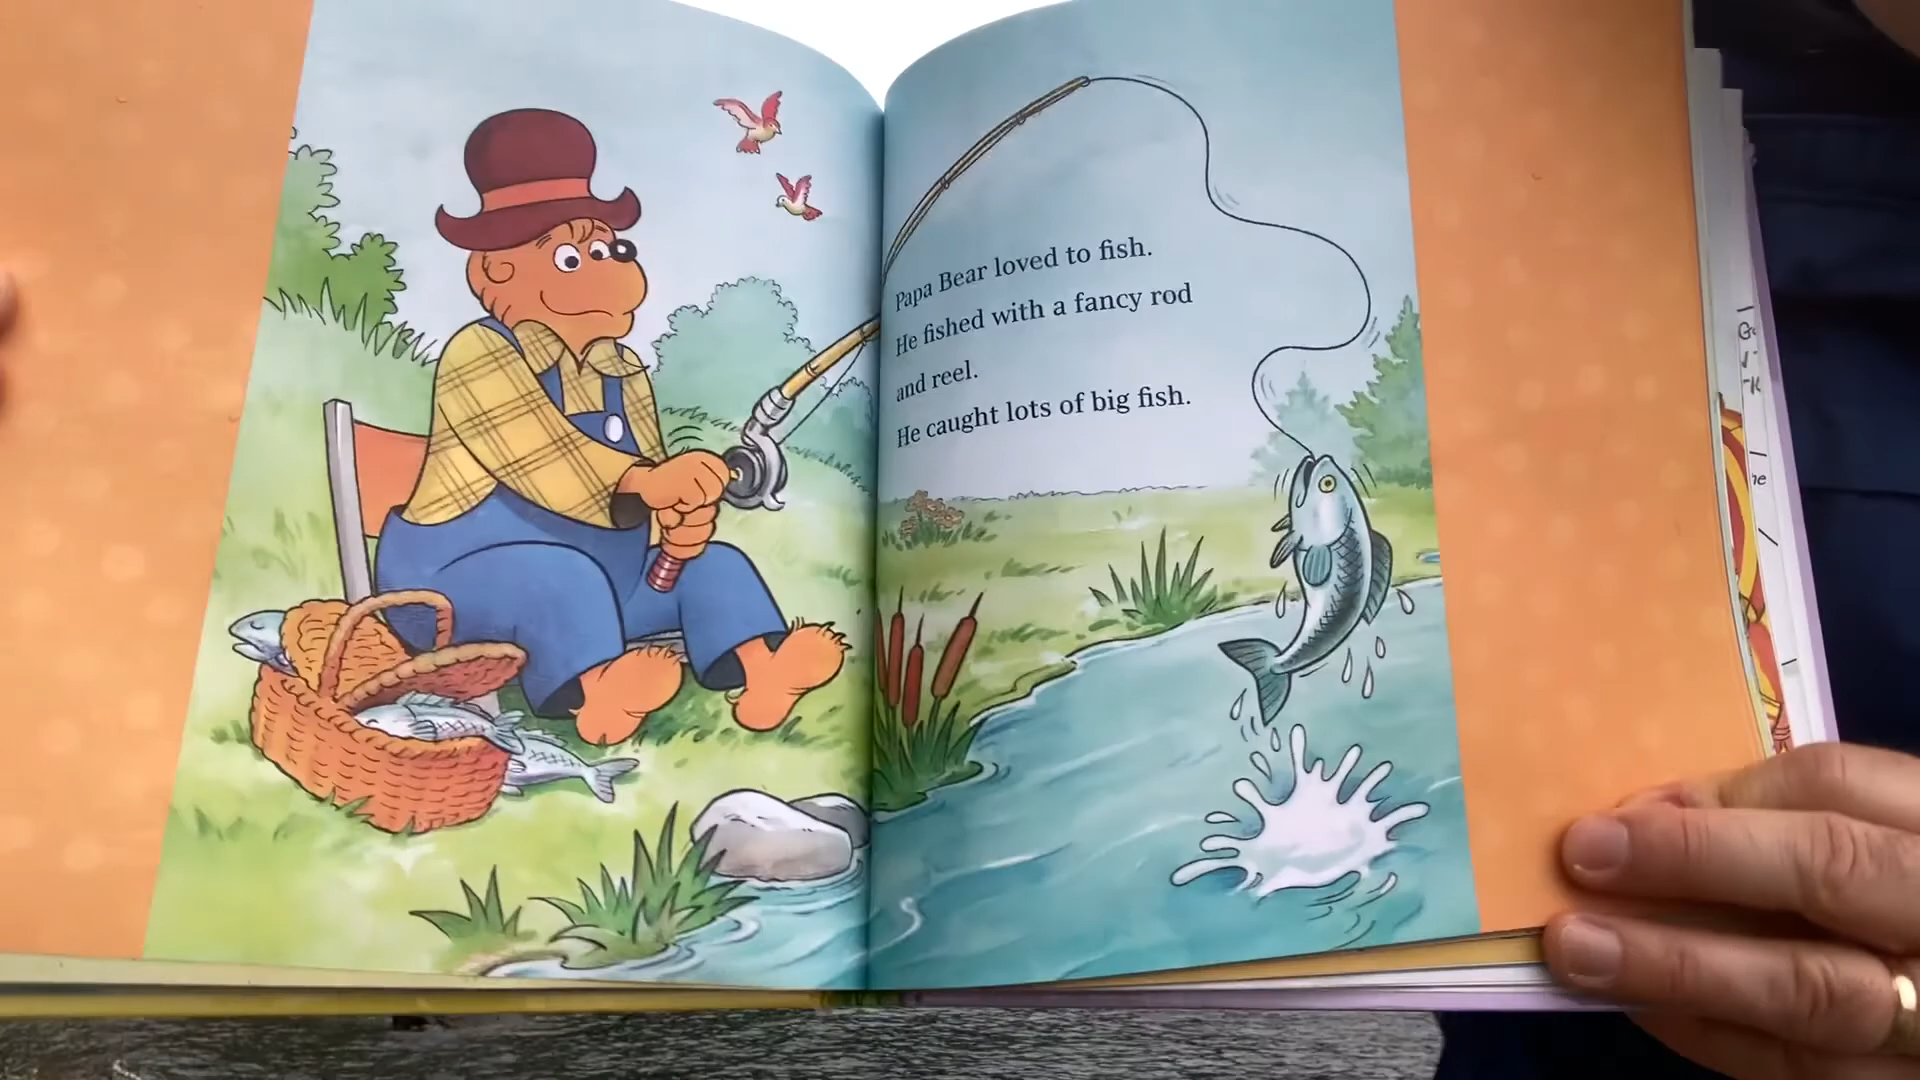 Papa Bear loved to fish.
He fished with a fancy rod
and reel.
He caught lots of big fish.